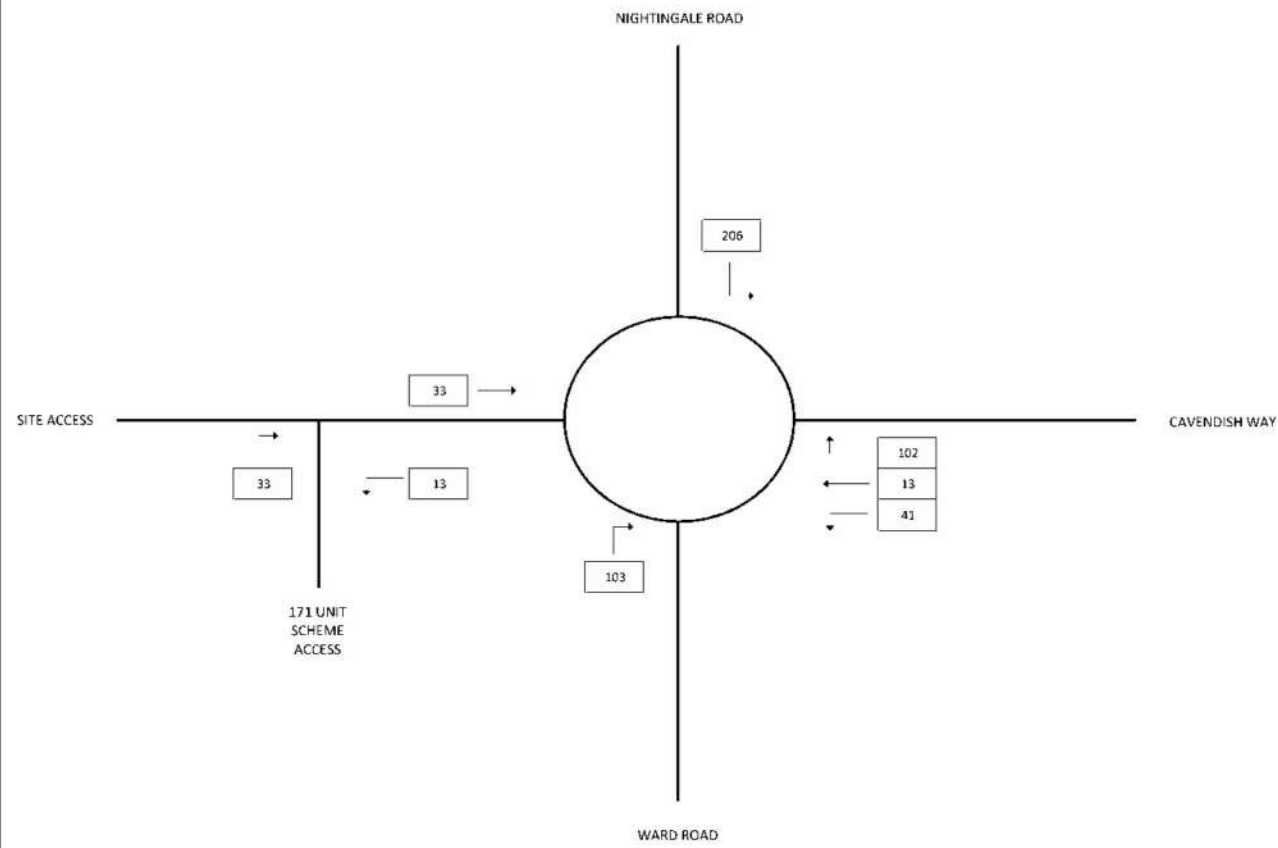 NIGHTINGALE ROAD
206
33
SITE ACCESS
CAVENDISH WAY
102
33
13
13
41
103
171 UNIT
SCHEME
ACCESS
WARD ROAD